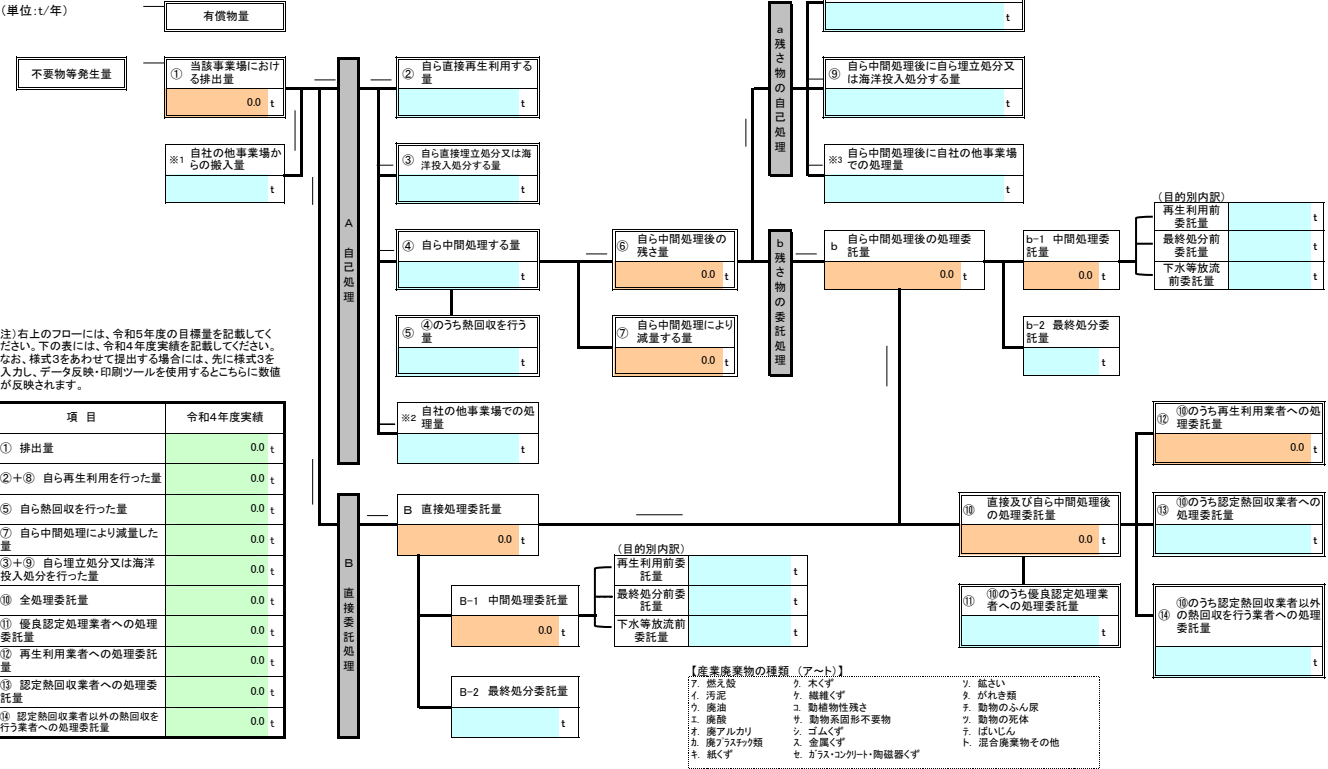 （単位:t/年）
有償物量
t
不要物等発生量
① 当該事業場におけ
る排出量
0.0 t
※1 自社の他事業場か
らの搬入量
t
A 自己処理
② 自ら直接再生利用する
量
t
③ 自ら直接埋立処分又は海
洋投入処分する量
t
④ 自ら中間処理する量
t
⑤ ④のうち熱回収を行う
量
t
※2 自社の他事業場での処
理量
t
⑥ 自ら中間処理後の
残さ量
0.0 t
⑦ 自ら中間処理により
減量する量
0.0 t
a 残さ物の自己処理
⑨ 自ら中間処理後に自ら埋立処分又
は海洋投入処分する量
t
※3 自ら中間処理後に自社の他事業場
での処理量
t
b 残さ物の委託処理
b 自ら中間処理後の処理委
託量
0.0 t
b-1 中間処理委
託量
0.0 t
b-2 最終処分委
託量
t
（目的別内訳）
再生利用前
委託量
t
最終処分前
委託量
t
下水等放流
前委託量
t
注）右上のフローには、令和5年度の目標量を記載してく
ださい。下の表には、令和4年度実績を記載してください。
なお、様式3をあわせて提出する場合には、先に様式3を
入力し、データ反映・印刷ツールを使用するとこちらに数値
が反映されます。
項 目 令和4年度実績
① 排出量 0.0 t
②＋⑧ 自ら再生利用を行った量 0.0 t
⑤ 自ら熱回収を行った量 0.0 t
⑦ 自ら中間処理により減量した
量 0.0 t
③＋⑨ 自ら埋立処分又は海洋
投入処分を行った量 0.0 t
⑩ 全処理委託量 0.0 t
⑪ 優良認定処理業者への処理
委託量 0.0 t
⑫ 再生利用業者への処理委託
量 0.0 t
⑬ 認定熱回収業者への処理委
託量 0.0 t
⑭ 認定熱回収業者以外の熱回収を
行う業者への処理委託量 0.0 t
B 直接委託処理
B 直接処理委託量
0.0 t
B-1 中間処理委託量
0.0 t
B-2 最終処分委託量
t
（目的別内訳）
再生利用前委
託量
t
最終処分前委
託量
t
下水等放流前
委託量
t
⑩ 直接及び自ら中間処理後
の処理委託量
0.0 t
⑪ ⑩のうち優良認定処理業
者への処理委託量
t
⑫ ⑩のうち再生利用業者への処
理委託量
0.0 t
⑬ ⑩のうち認定熱回収業者への
処理委託量
t
⑭ ⑩のうち認定熱回収業者以外
の熱回収を行う業者への処理
委託量
t
【産業廃棄物の種類 （ア～ト）】
ア. 燃え殻 ク. 木くず ソ. 鉱さい
イ. 汚泥 ケ. 繊維くず タ. がれき類
ウ. 廃油 コ. 動植物性残さ チ. 動物のふん尿
エ. 廃酸 サ. 動物系固形不要物 ツ. 動物の死体
オ. 廃アルカリ シ. ゴムくず テ. ばいじん
カ. 廃プラスチック類 ス. 金属くず ト. 混合廃棄物その他
キ. 紙くず セ. ガラス・コンクリート・陶磁器くず